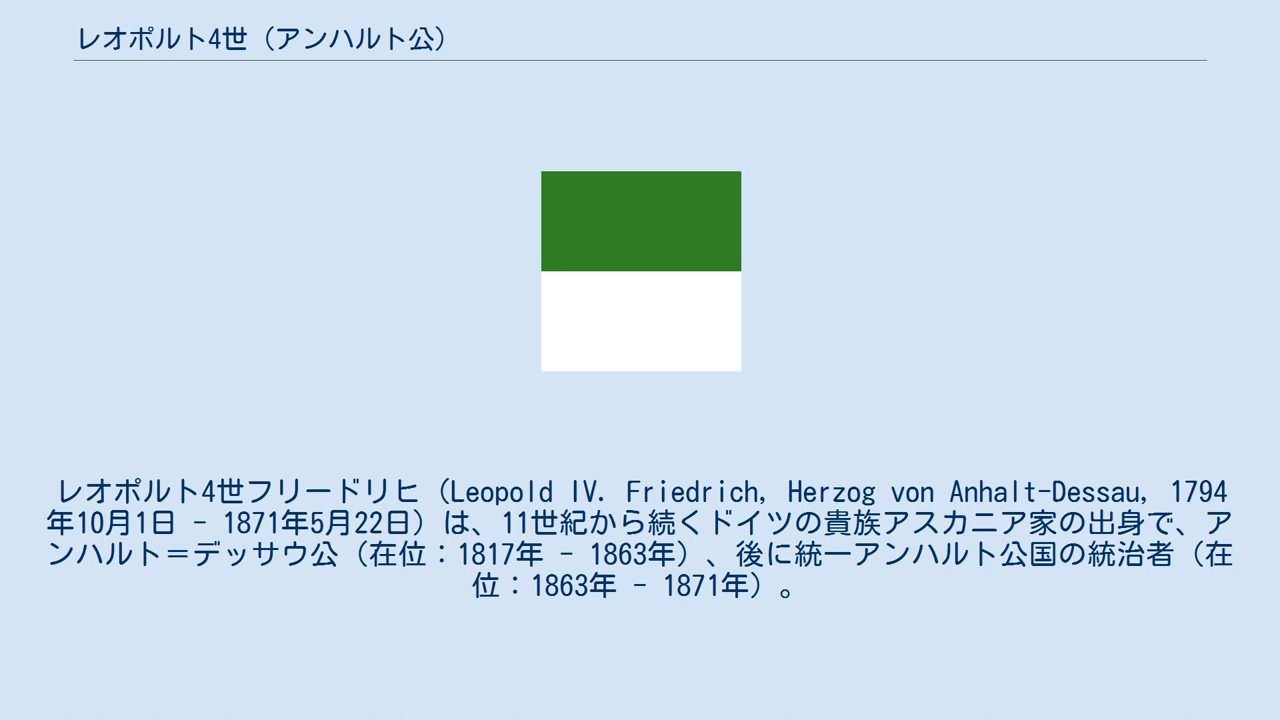 レオポルト4世（アンハルト公）
レオポルト4世フリードリヒ（Leopold IV. Friedrich, Herzog von Anhalt-Dessau, 1794
年10月1日 - 1871年5月22日）は、11世紀から続くドイツの貴族アスカニア家の出身で、ア
ンハルト＝デッサウ公（在位：1817年 - 1863年）、後に統一アンハルト公国の統治者（在
位：1863年 - 1871年）。